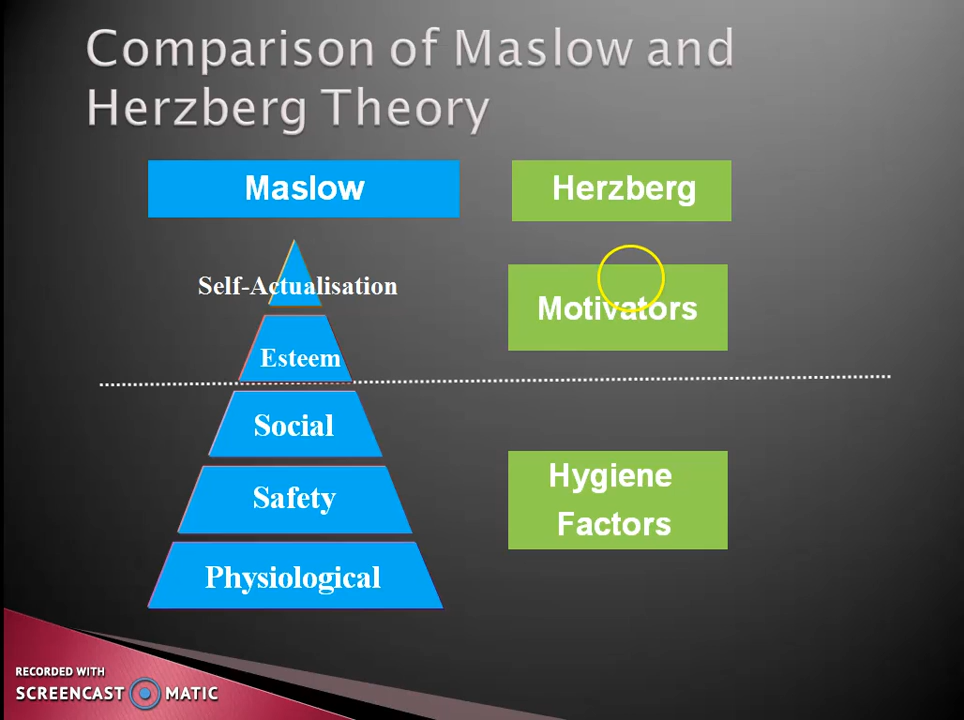 Comparison of Maslow and
Herzberg Theory
Maslow
Herzberg
Self-Actualisation
Motivators
Esteem
Social
Safety
Hygiene
Factors
Physiological
RECORDED WITH
SCREENCAST MATIC